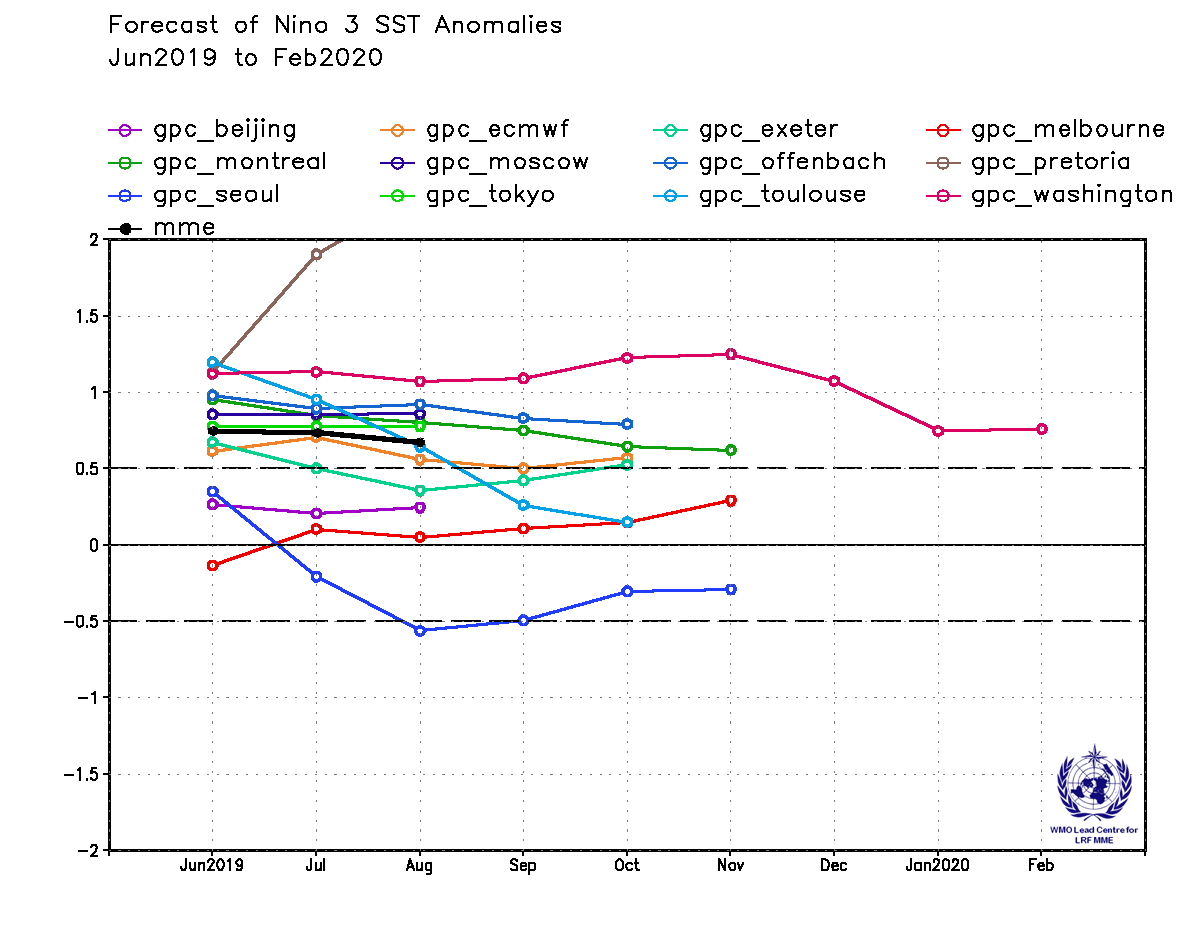 Forecast of Nino 3 SST Anomalies
Jun2019 to Feb2020
gpc_beijing gpc_ecmwf gpc_exeter gpc_melbourne
gpc_montreal gpc_moscow gpc_offenbach gpc_pretoria
gpc_seoul gpc_tokyo gpc_toulouse gpc_washington
mme
2
1.5
1
0.5
0
-0.5
-1
-1.5
-2
Jun2019 Jul Aug Sep Oct Nov Dec Jan2020 Feb
WMO Lead Centre for
LRF MME